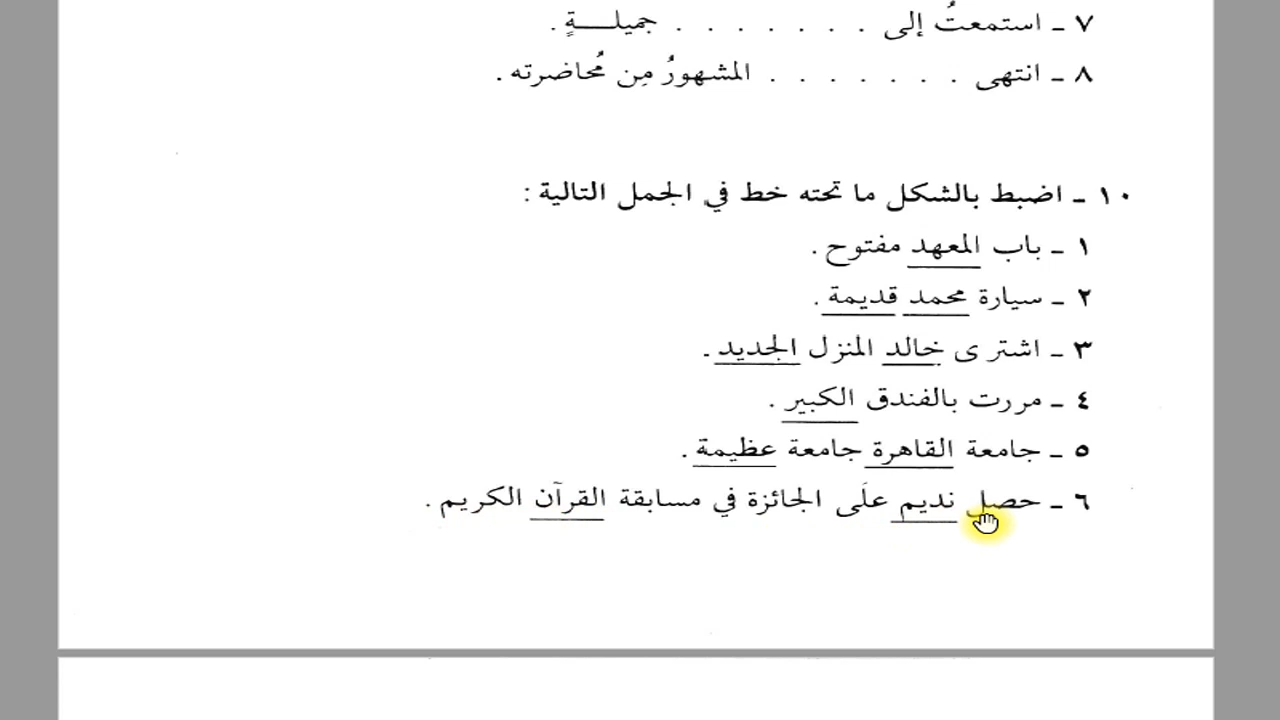 ٧ ـ استمعتُ إلى . . . . . . . جميلـــةٍ .
٨ ـ انتهى . . . . . . . المشهورُ مِن مُحاضرته .
١٠ ـ اضبط بالشكل ما تحته خط في الجمل التالية :
١ ـ باب المعهد مفتوح .
٢ ـ سيارة محمد قديمة .
٣ ـ اشترى خالد المنزل الجديد .
٤ ـ مررت بالفندق الكبير .
٥ ـ جامعة القاهرة جامعة عظيمة .
٦ ـ حصل نديم علَى الجائزة في مسابقة القرآن الكريم .